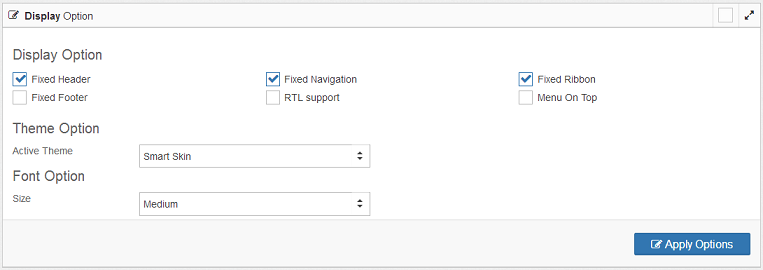 Display Option
Display Option
Fixed Header Fixed Navigation Fixed Ribbon
Fixed Footer RTL support Menu On Top
Theme Option
Active Theme Smart Skin
Font Option
Size Medium
Apply Options